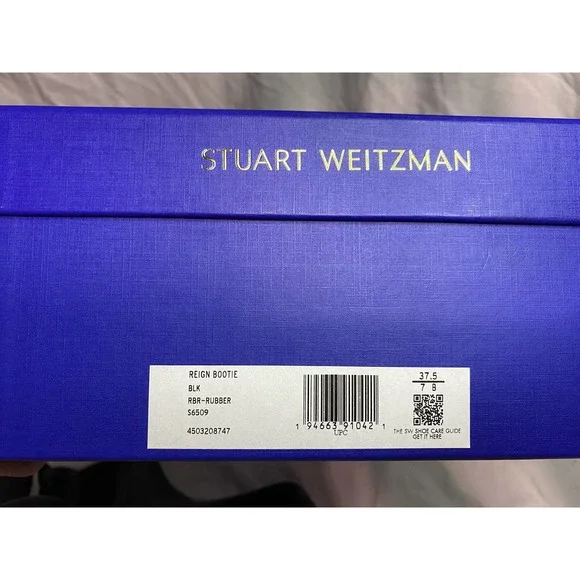 STUART WEITZMAN
REIGN BOOTIE
BLK
RBR-RUBBER
S6509
4503208747
1 94663 91042 1
UPC
37.5
7 B
THE SW SHOE CARE GUIDE
GET IT HERE